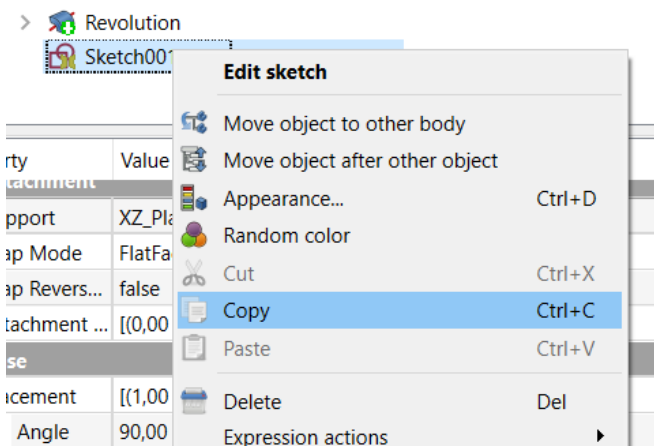 Revolution
Sketch001
Edit sketch
Move object to other body
rty Value Move object after other object
tachment
Appearance... Ctrl+D
pport XZ_Pla
Random color
ap Mode FlatFa
Cut Ctrl+X
ap Revers... false
Copy Ctrl+C
tachment ... [(0,00
Paste Ctrl+V
se
acement [(1,00
Delete Del
Angle 90,00
Expression actions